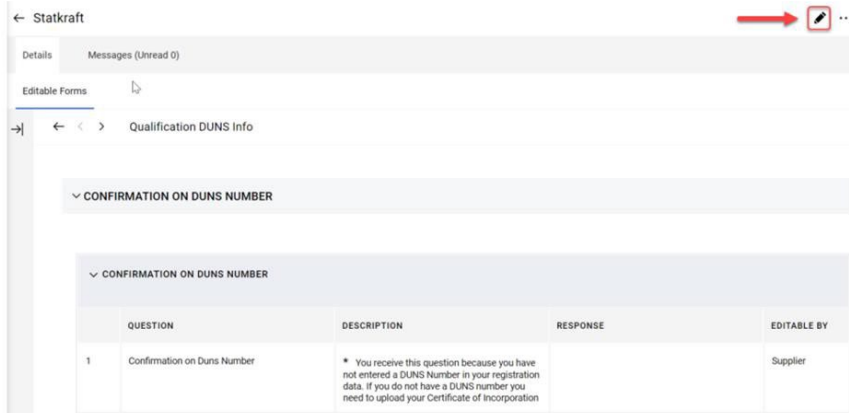 Statkraft
Details Messages (Unread 0)
Editable Forms
Qualification DUNS Info
CONFIRMATION ON DUNS NUMBER
CONFIRMATION ON DUNS NUMBER
QUESTION DESCRIPTION RESPONSE EDITABLE BY
1 Confirmation on Duns Number * You receive this question because you have Supplier
not entered a DUNS Number in your registration
data. If you do not have a DUNS number you
need to upload your Certificate of Incorporation